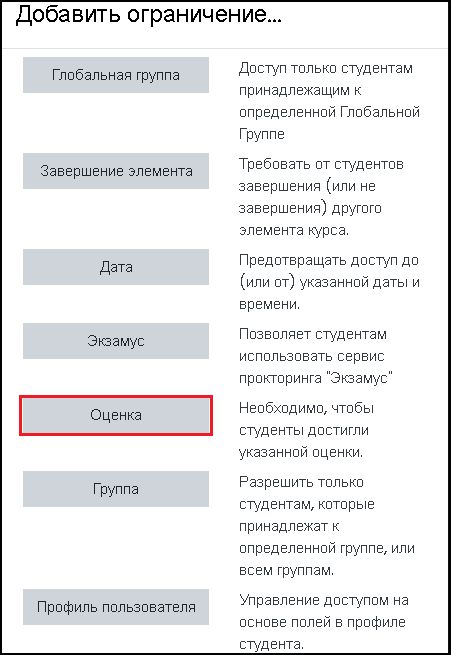 Добавить ограничение...
Глобальная группа
Доступ только студентам
принадлежащим к
определенной Глобальной
Группе
Завершение элемента
Требовать от студентов
завершения (или не
завершения) другого
элемента курса.
Дата
Предотвращать доступ до
(или от) указанной даты и
времени.
Экзамус
Позволяет студентам
использовать сервис
прокторинга "Экзамус"
Оценка
Необходимо, чтобы
студенты достигли
указанной оценки.
Группа
Разрешить только
студентам, которые
принадлежат к
определенной группе, или
всем группам.
Профиль пользователя
Управление доступом на
основе полей в профиле
студента.